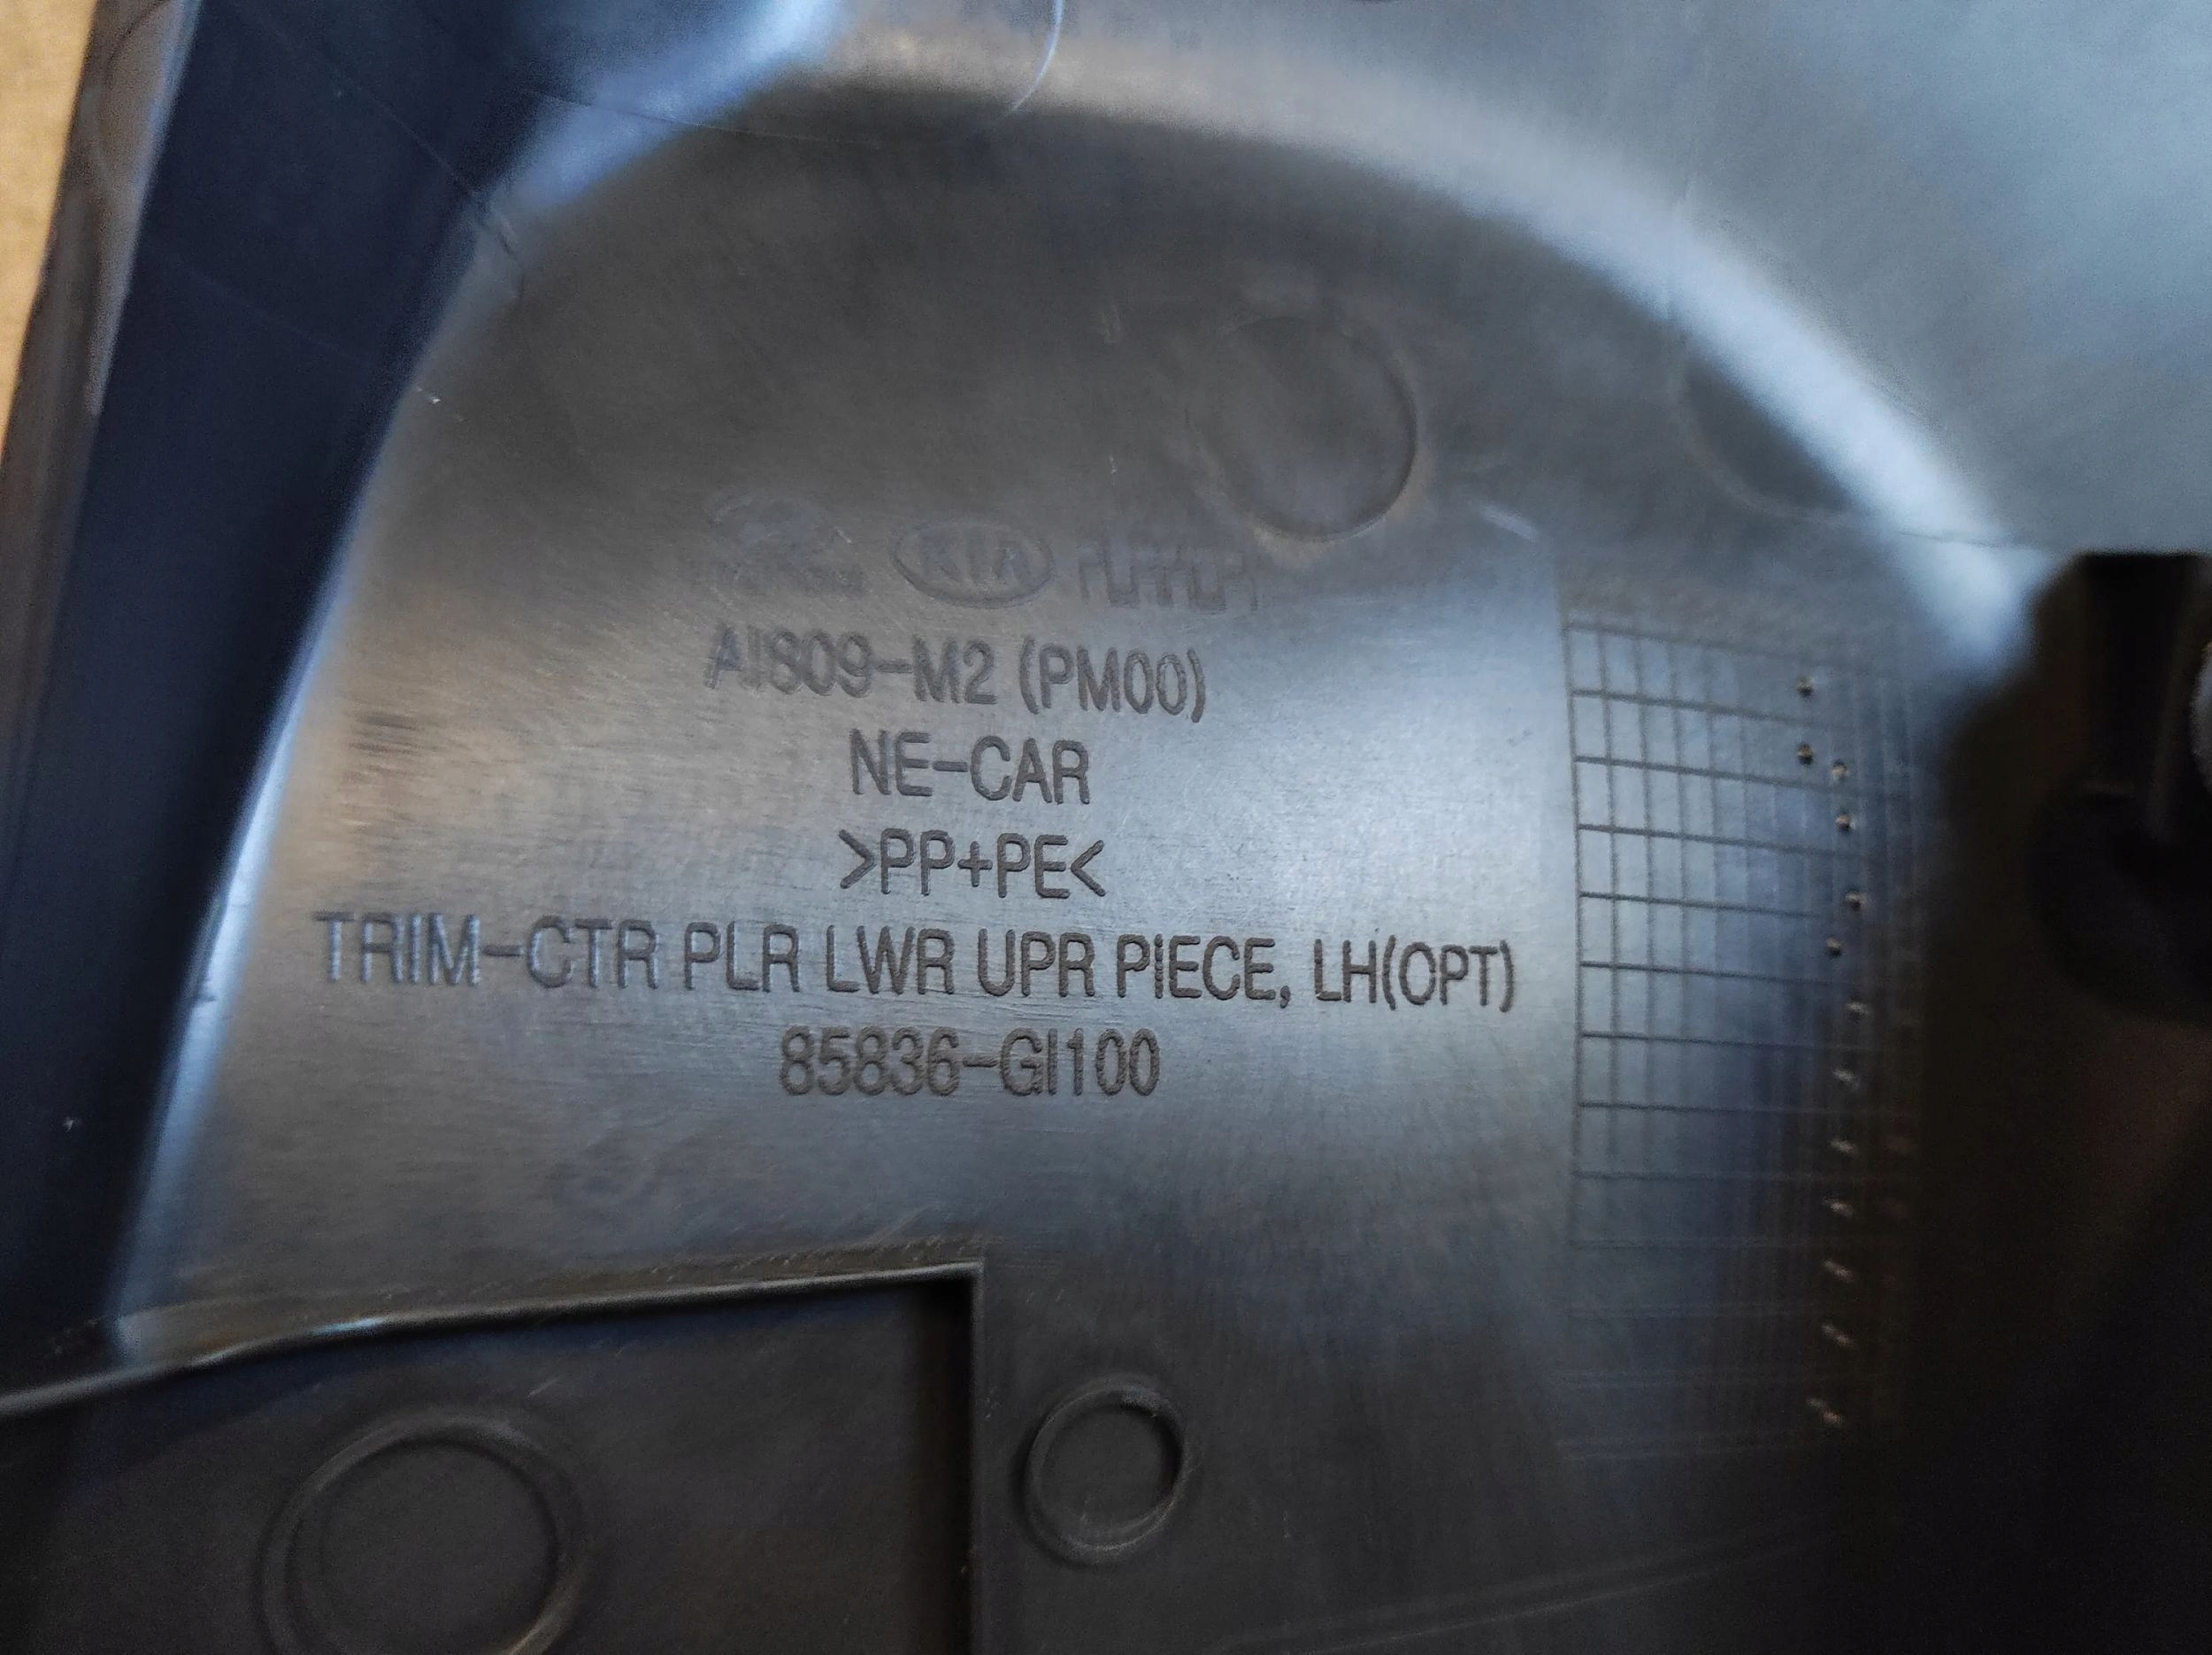 KIA
AI809-M2 (PM00)
NE-CAR
>PP+PE<
TRIM-CTR PLR LWR UPR PIECE, LH(OPT)
85836-GI100